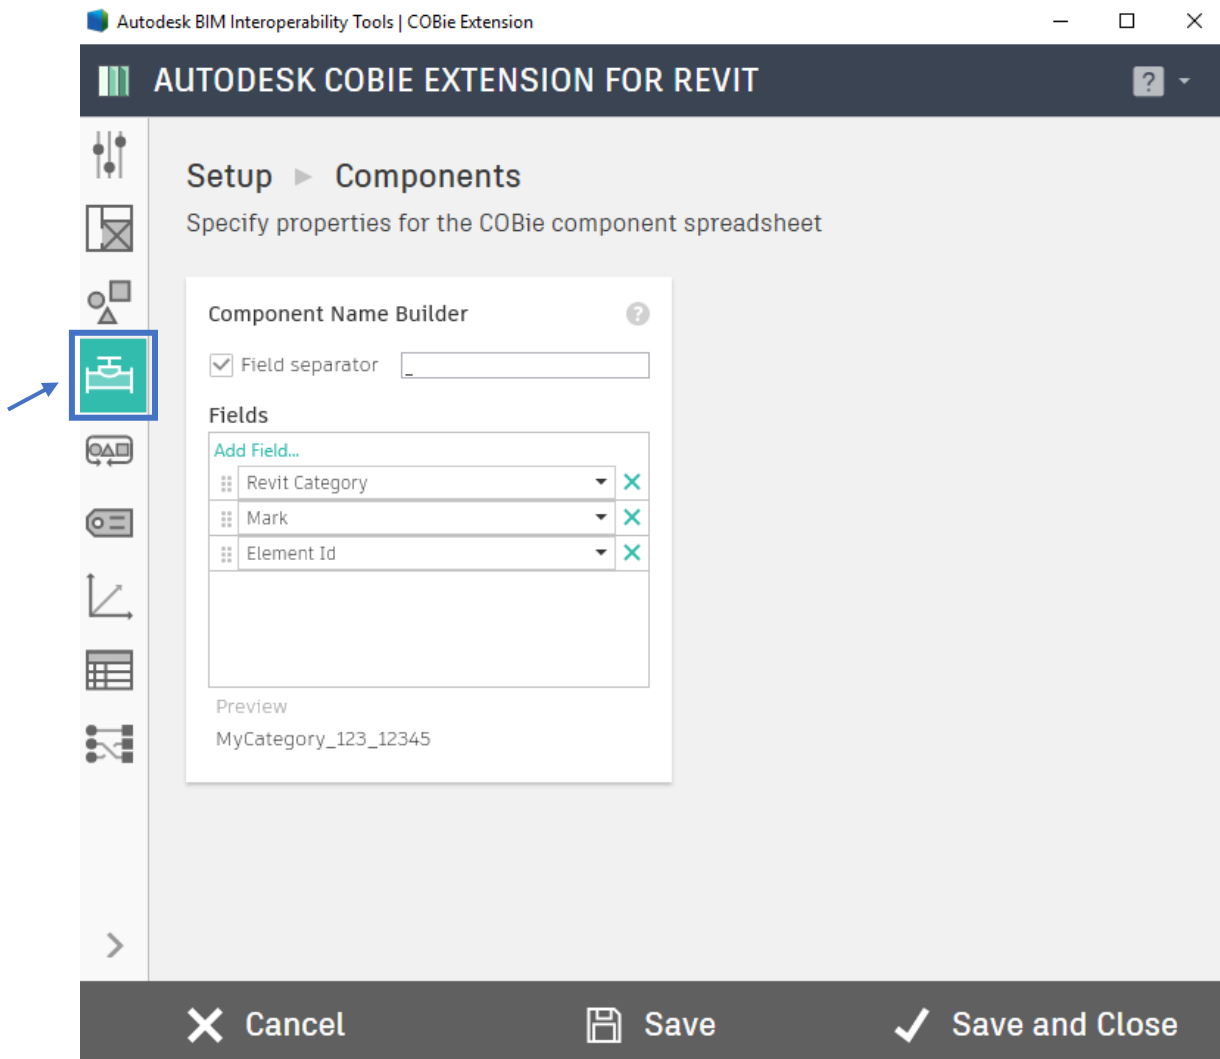 Autodesk BIM Interoperability Tools | COBie Extension
AUTODESK COBIE EXTENSION FOR REVIT
?
Setup ► Components
Specify properties for the COBie component spreadsheet
Component Name Builder
?
Field separator
_
Fields
Add Field...
Revit Category
Mark
Element Id
Preview
MyCategory_123_12345
Cancel
Save
Save and Close